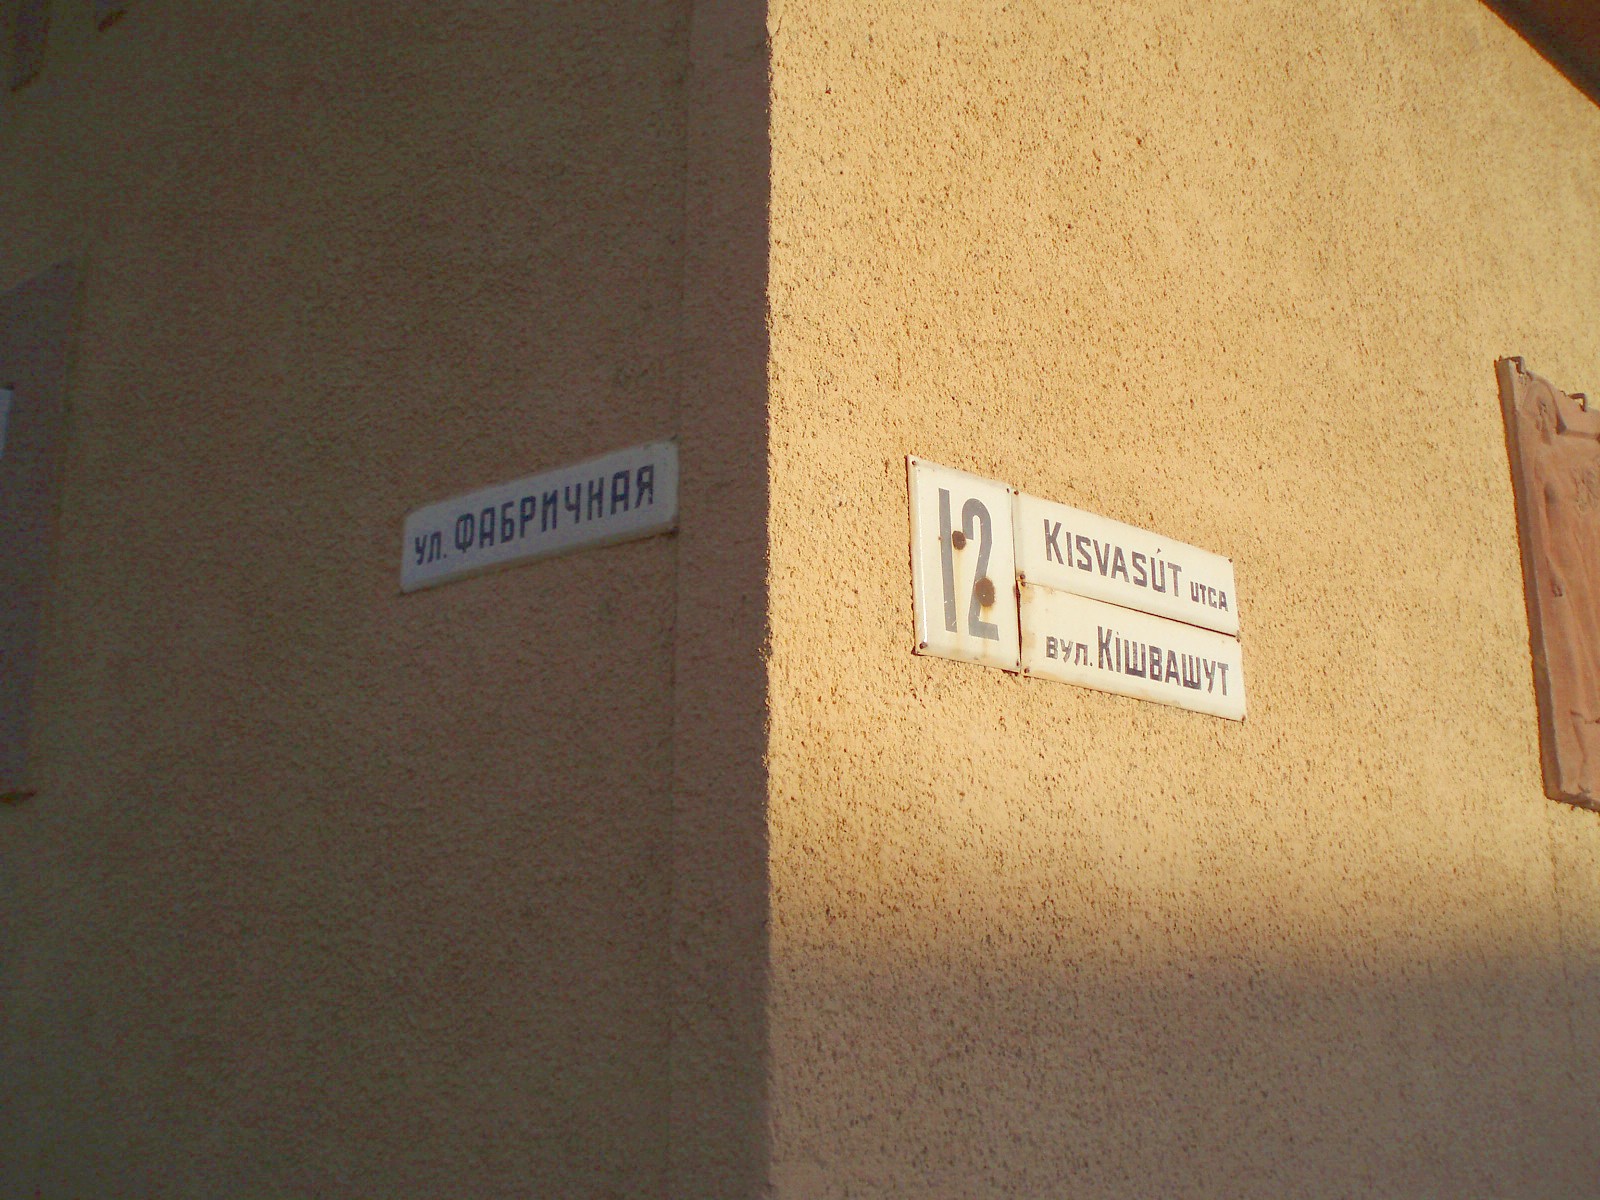 ул. ФАБРИЧНАЯ
12
KISVASÚT UTCA
вул. КІШВАШУТ